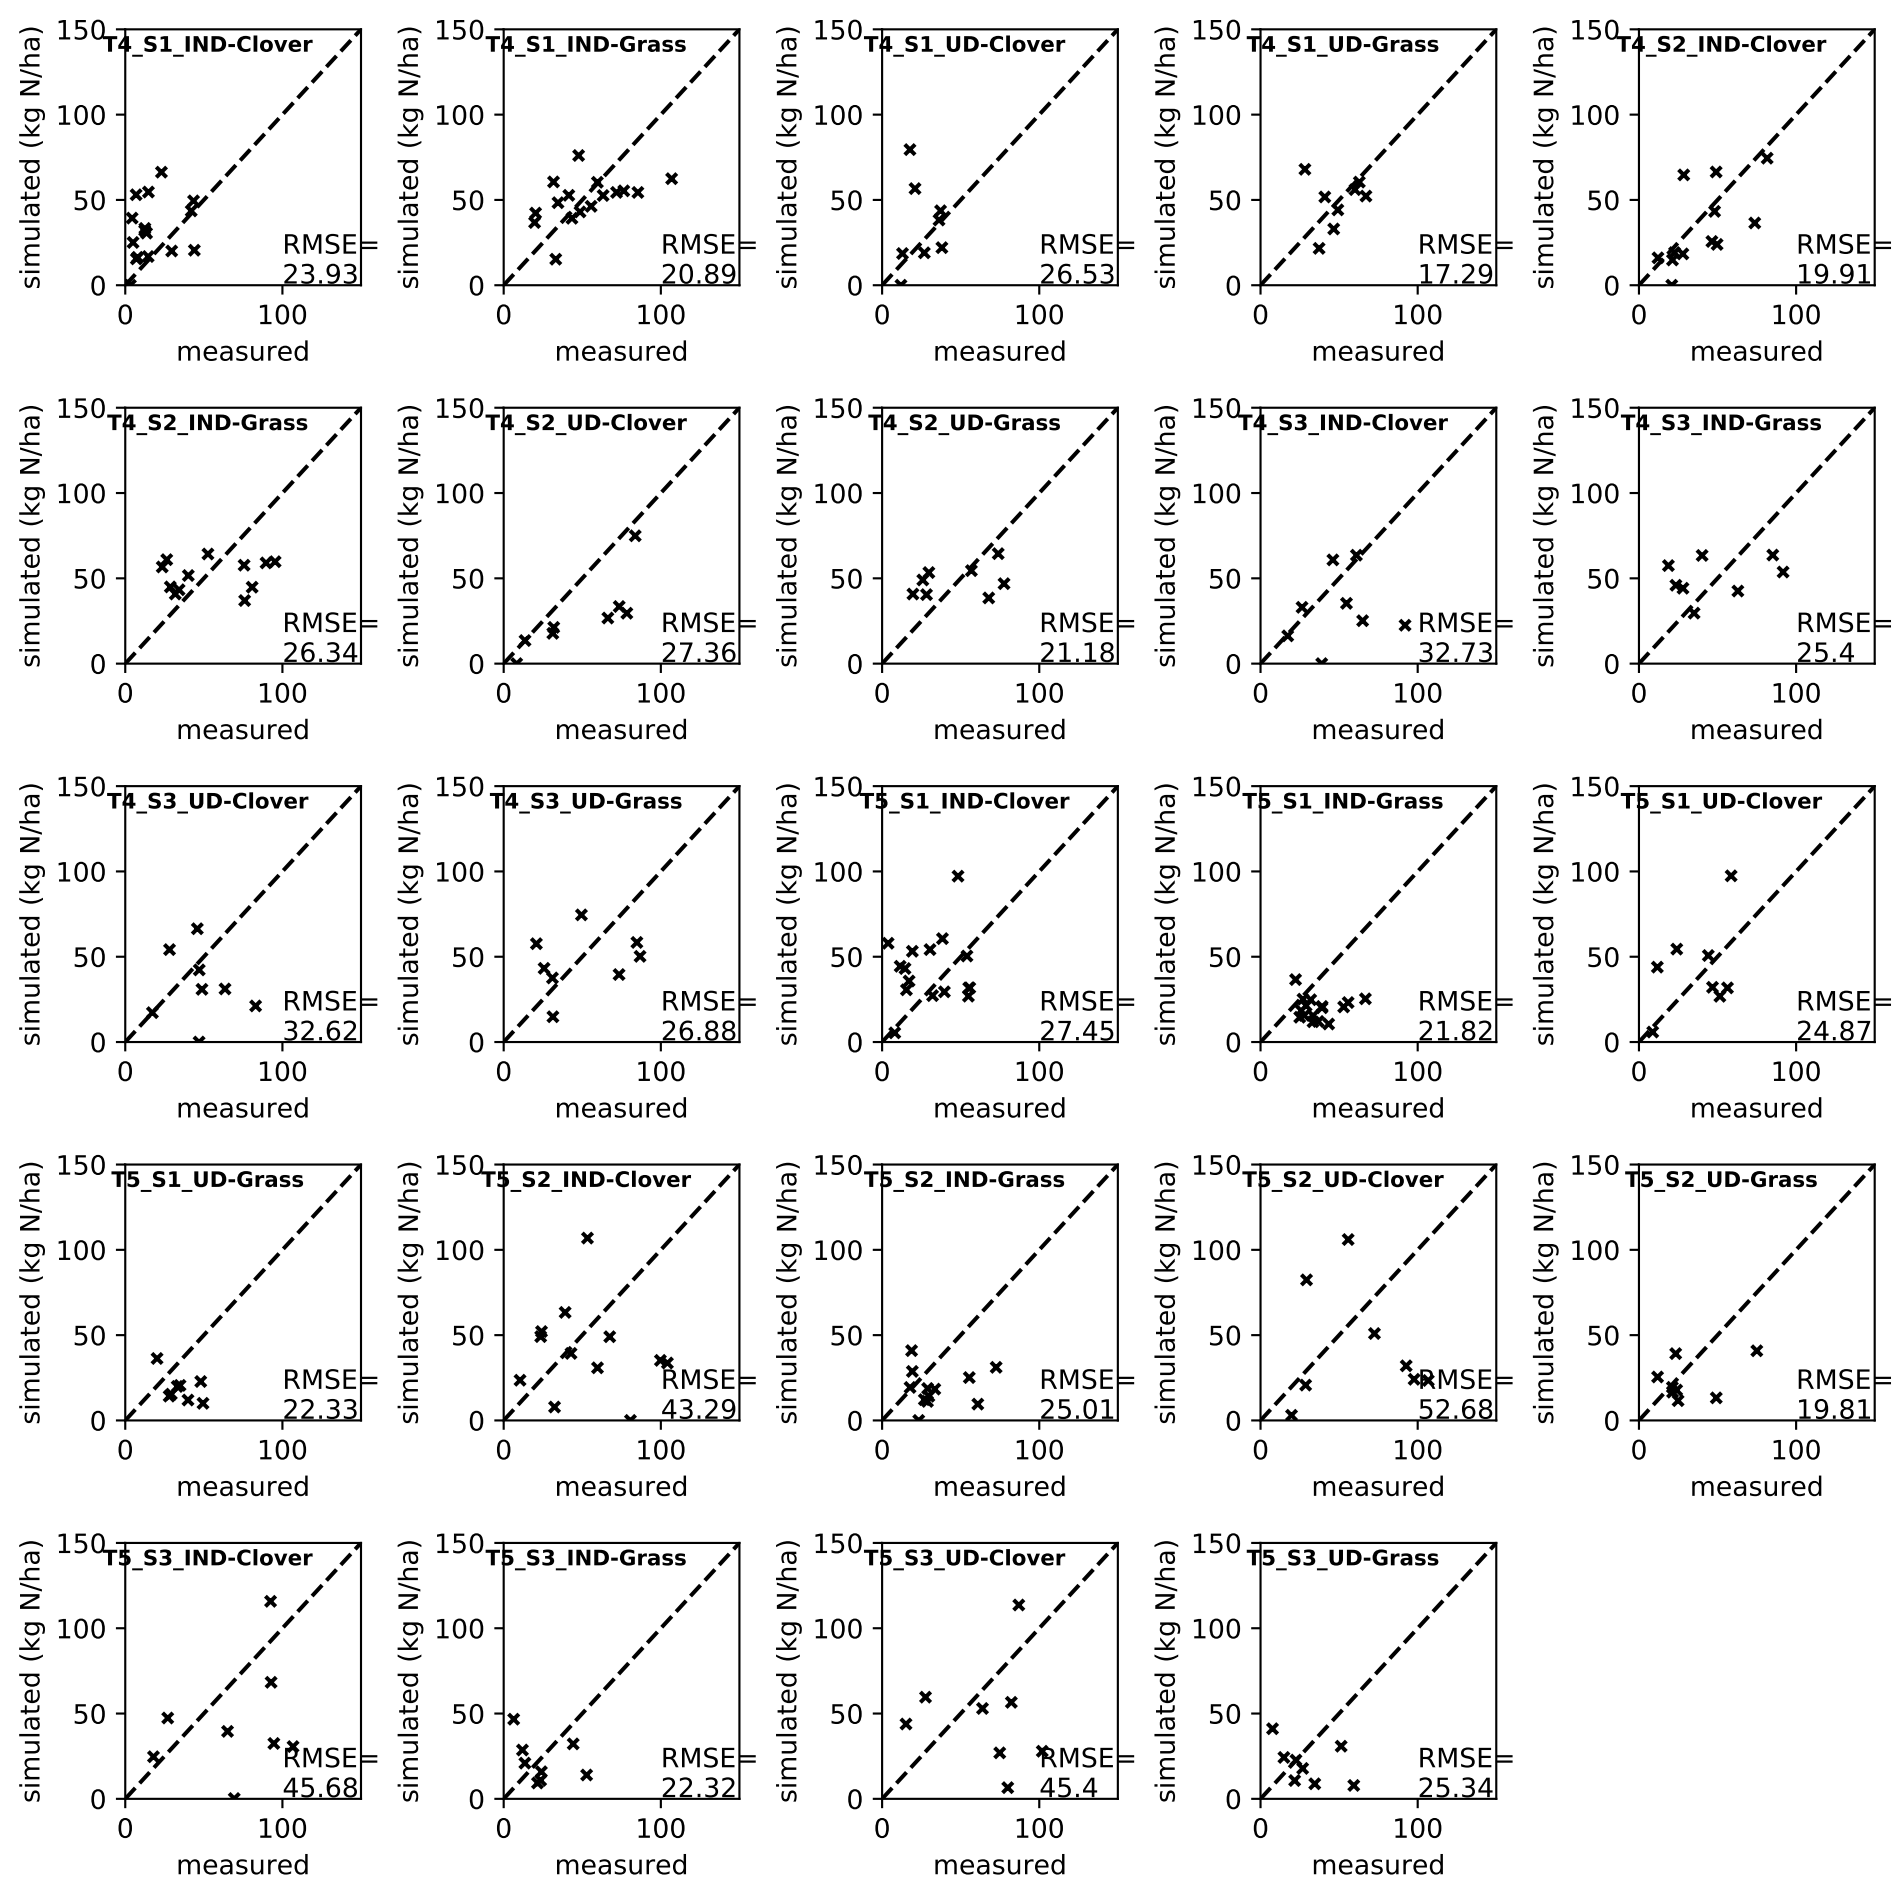 T4_S1_IND-Clover
simulated (kg N/ha)
150
100
50
0
RMSE=
23.93
0 100
measured
T4_S1_IND-Grass
simulated (kg N/ha)
150
100
50
0
RMSE=
20.89
0 100
measured
T4_S1_UD-Clover
simulated (kg N/ha)
150
100
50
0
RMSE=
26.53
0 100
measured
T4_S1_UD-Grass
simulated (kg N/ha)
150
100
50
0
RMSE=
17.29
0 100
measured
T4_S2_IND-Clover
simulated (kg N/ha)
150
100
50
0
RMSE=
19.91
0 100
measured
T4_S2_IND-Grass
simulated (kg N/ha)
150
100
50
0
RMSE=
26.34
0 100
measured
T4_S2_UD-Clover
simulated (kg N/ha)
150
100
50
0
RMSE=
27.36
0 100
measured
T4_S2_UD-Grass
simulated (kg N/ha)
150
100
50
0
RMSE=
21.18
0 100
measured
T4_S3_IND-Clover
simulated (kg N/ha)
150
100
50
0
RMSE=
32.73
0 100
measured
T4_S3_IND-Grass
simulated (kg N/ha)
150
100
50
0
RMSE=
25.4
0 100
measured
T4_S3_UD-Clover
simulated (kg N/ha)
150
100
50
0
RMSE=
32.62
0 100
measured
T4_S3_UD-Grass
simulated (kg N/ha)
150
100
50
0
RMSE=
26.88
0 100
measured
T5_S1_IND-Clover
simulated (kg N/ha)
150
100
50
0
RMSE=
27.45
0 100
measured
T5_S1_IND-Grass
simulated (kg N/ha)
150
100
50
0
RMSE=
21.82
0 100
measured
T5_S1_UD-Clover
simulated (kg N/ha)
150
100
50
0
RMSE=
24.87
0 100
measured
T5_S1_UD-Grass
simulated (kg N/ha)
150
100
50
0
RMSE=
22.33
0 100
measured
T5_S2_IND-Clover
simulated (kg N/ha)
150
100
50
0
RMSE=
43.29
0 100
measured
T5_S2_IND-Grass
simulated (kg N/ha)
150
100
50
0
RMSE=
25.01
0 100
measured
T5_S2_UD-Clover
simulated (kg N/ha)
150
100
50
0
RMSE=
52.68
0 100
measured
T5_S2_UD-Grass
simulated (kg N/ha)
150
100
50
0
RMSE=
19.81
0 100
measured
T5_S3_IND-Clover
simulated (kg N/ha)
150
100
50
0
RMSE=
45.68
0 100
measured
T5_S3_IND-Grass
simulated (kg N/ha)
150
100
50
0
RMSE=
22.32
0 100
measured
T5_S3_UD-Clover
simulated (kg N/ha)
150
100
50
0
RMSE=
45.4
0 100
measured
T5_S3_UD-Grass
simulated (kg N/ha)
150
100
50
0
RMSE=
25.34
0 100
measured